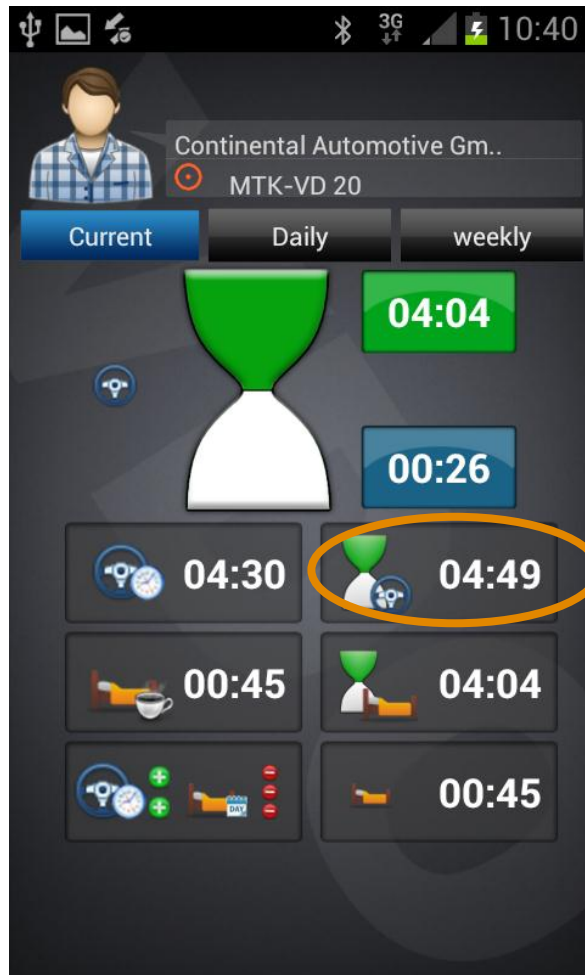 3G 10:40
Continental Automotive Gm..
MTK-VD 20
Current Daily weekly
04:04
00:26
04:30 04:49
00:45 04:04
DAY 00:45